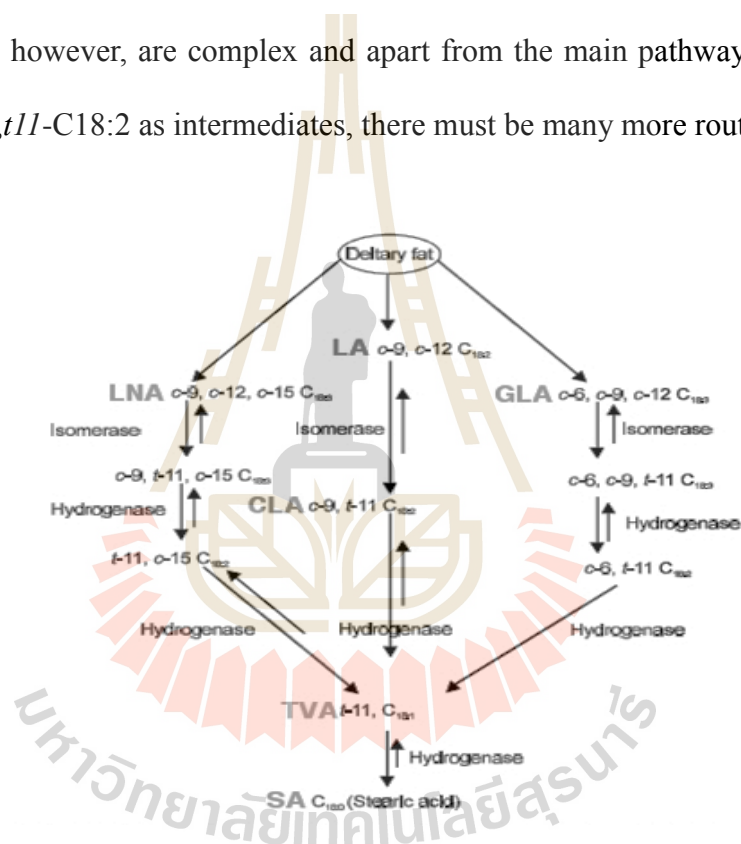 however, are complex and apart from the main pathway
,t11-C18:2 as intermediates, there must be many more rout
Deitary fat
LA c-9, c-12 C18:2
LNA c-9, c-12, c-15 C18:3
GLA c-6, c-9, c-12 C18:3
Isomerase
Isomerase
Isomerase
c-9, t-11, c-15 C18:3
c-6, c-9, t-11 C18:3
Hydrogenase
CLA c-9, t-11 C18:2
Hydrogenase
t-11, c-15 C18:2
c-6, t-11 C18:2
Hydrogenase
Hydrogenase
Hydrogenase
TVA t-11, C18:1
Hydrogenase
SA C18:0 (Stearic acid)
มหาวิทยาลัยเทคโนโลยีสุรนารี